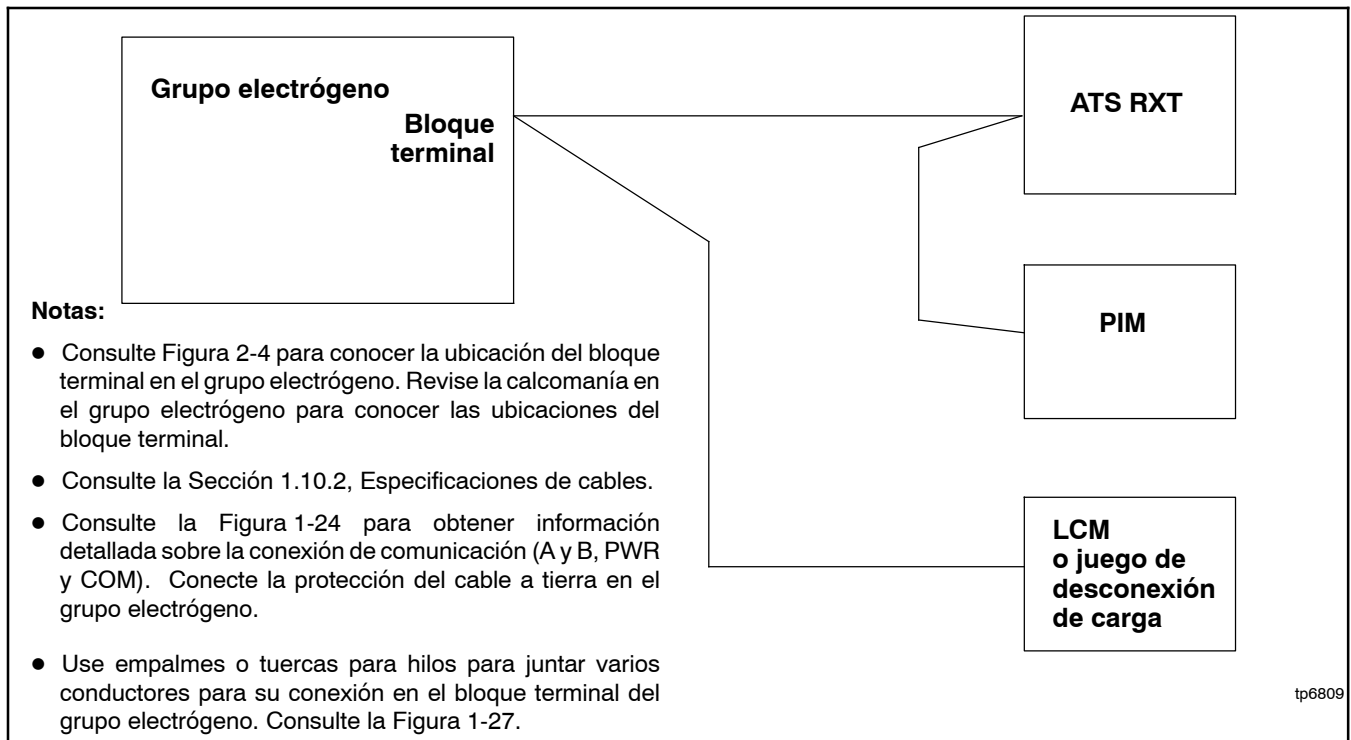 Grupo electrógeno
Bloque
terminal
ATS RXT
PIM
LCM
o juego de
desconexión
de carga
Notas:
● Consulte Figura 2-4 para conocer la ubicación del bloque
terminal en el grupo electrógeno. Revise la calcomanía en
el grupo electrógeno para conocer las ubicaciones del
bloque terminal.
● Consulte la Sección 1.10.2, Especificaciones de cables.
● Consulte la Figura 1-24 para obtener información
detallada sobre la conexión de comunicación (A y B, PWR
y COM). Conecte la protección del cable a tierra en el
grupo electrógeno.
● Use empalmes o tuercas para hilos para juntar varios
conductores para su conexión en el bloque terminal del
grupo electrógeno. Consulte la Figura 1-27.
tp6809